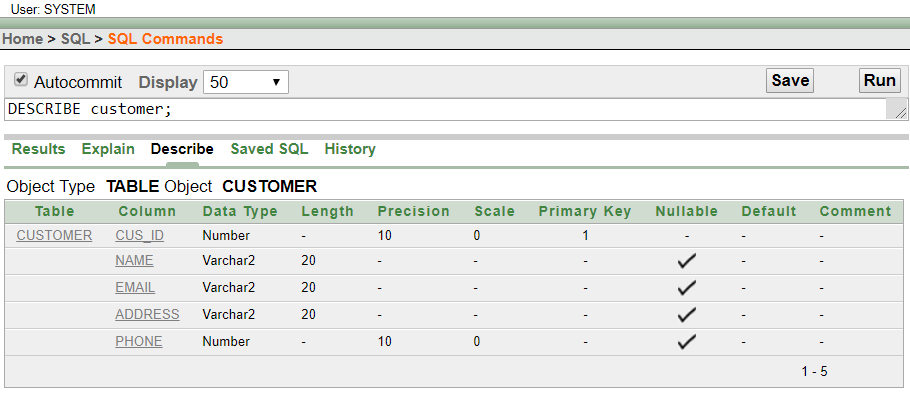 User: SYSTEM
Home > SQL > SQL Commands
Autocommit Display 50 Save Run
DESCRIBE customer;
Results Explain Describe Saved SQL History
Object Type TABLE Object CUSTOMER
Table Column Data Type Length Precision Scale Primary Key Nullable Default Comment
CUSTOMER CUS_ID Number - 10 0 1 - - -
NAME Varchar2 20 - - - - -
EMAIL Varchar2 20 - - - - -
ADDRESS Varchar2 20 - - - - -
PHONE Number - 10 0 - - -
1 - 5